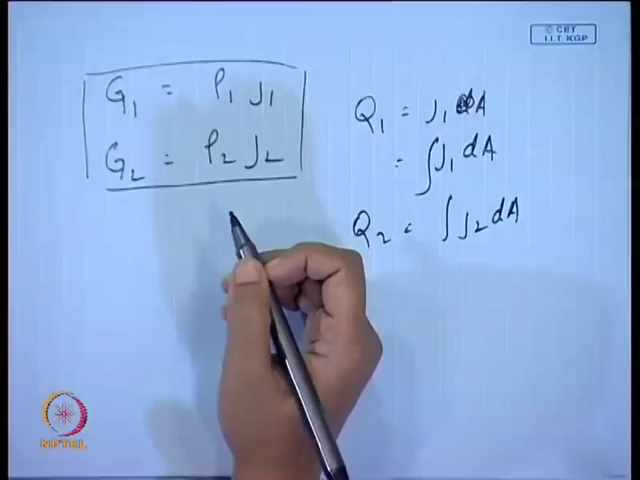 © CET
I.I.T. KGP
G₁ = ρ₁ J₁
G₂ = ρ₂ J₂
Q₁ = J₁ dA
= ∫J₁ dA
Q₂ = ∫J₂ dA
NPTEL